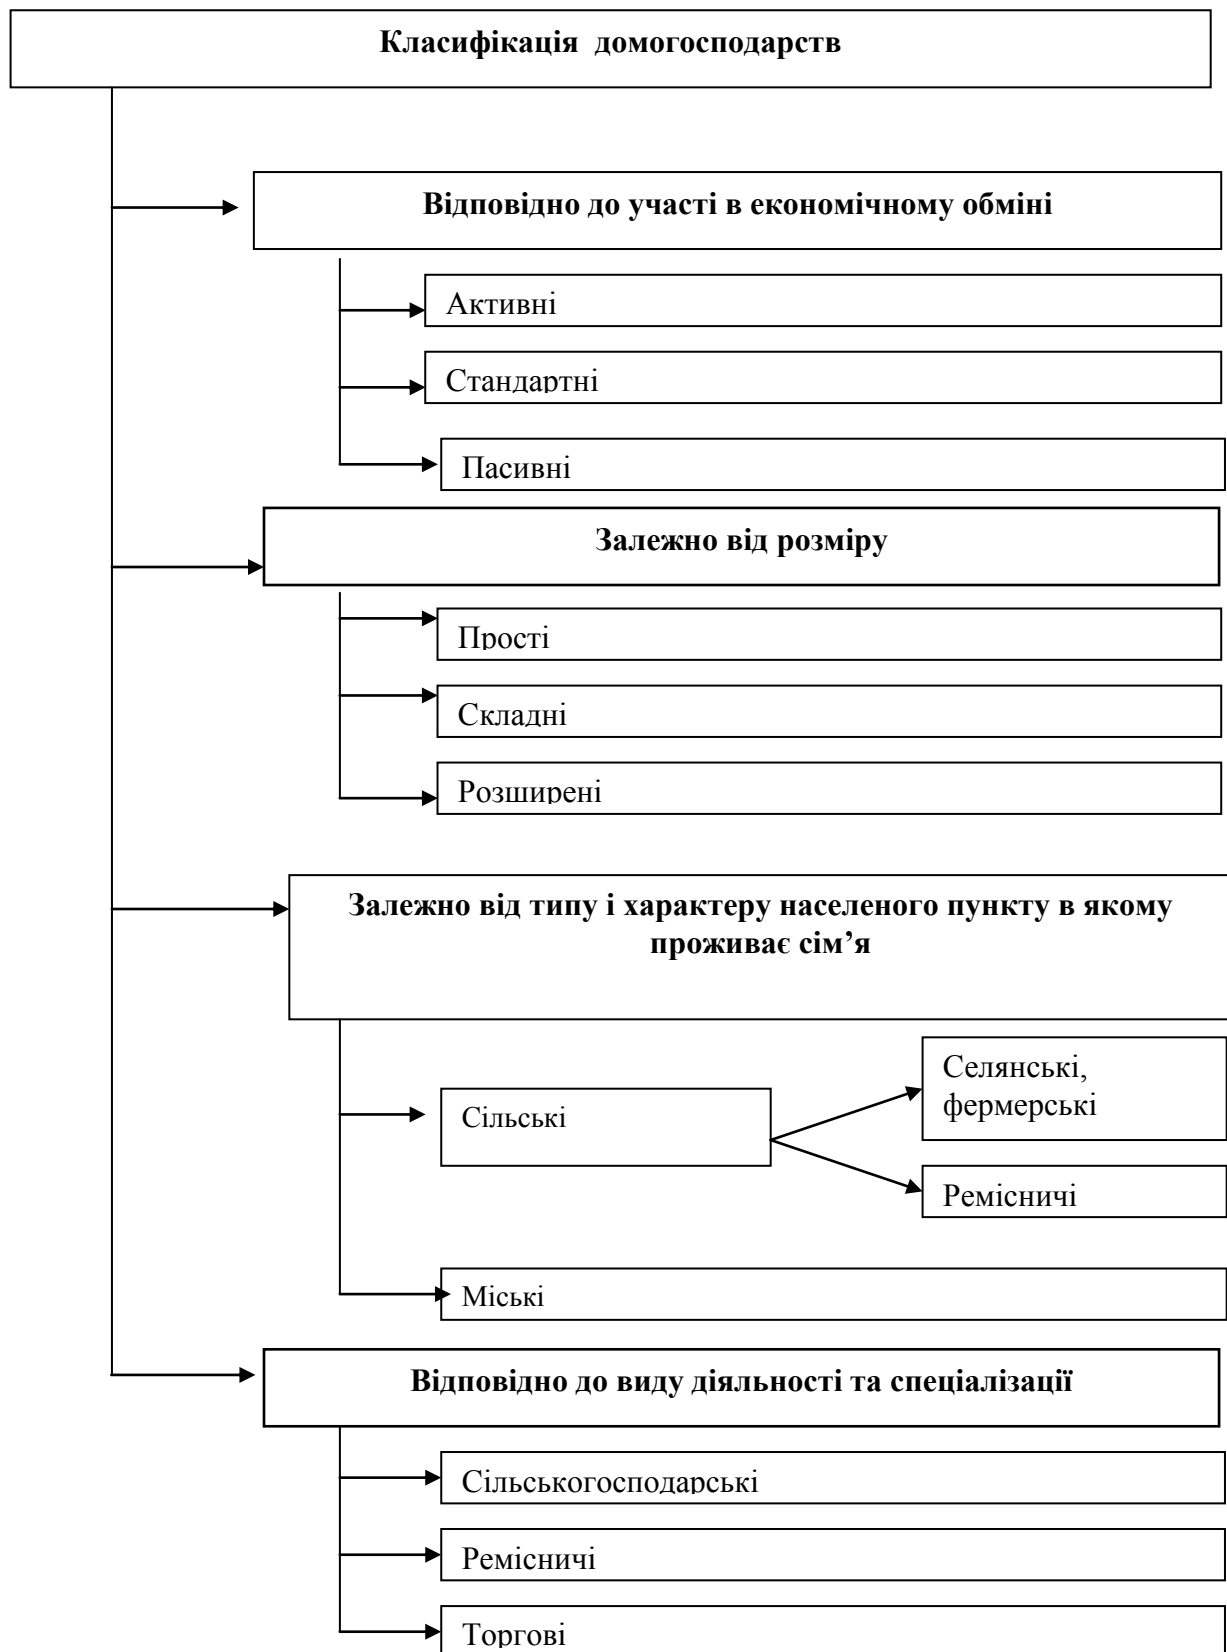 Класифікація домогосподарств
Відповідно до участі в економічному обміні
Активні
Стандартні
Пасивні
Залежно від розміру
Прості
Складні
Розширені
Залежно від типу і характеру населеного пункту в якому
проживає сім’я
Селянські,
фермерські
Сільські
Ремісничі
Міські
Відповідно до виду діяльності та спеціалізації
Сільськогосподарські
Ремісничі
Торгові